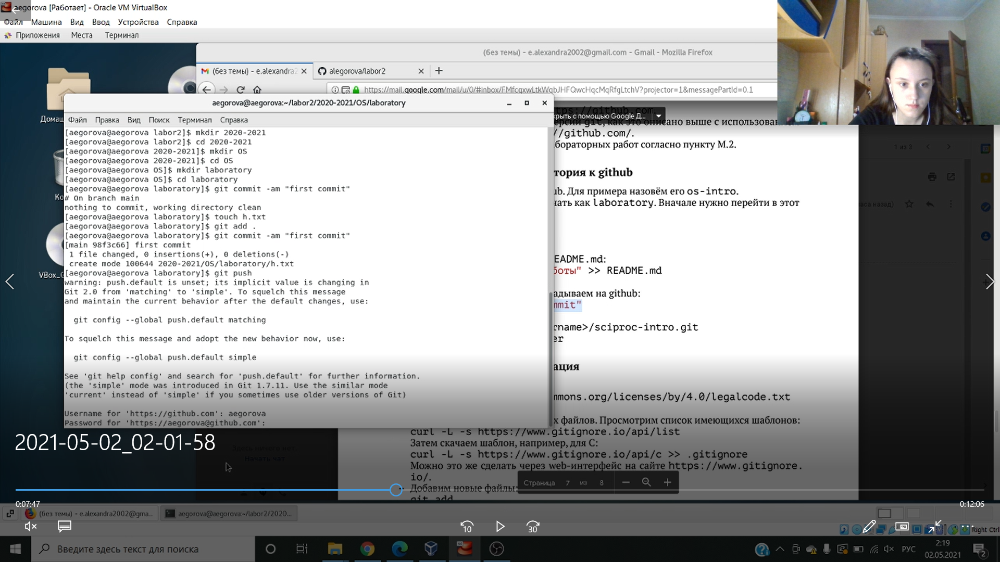 aegorova [Работает] - Oracle VM VirtualBox
Файл Машина Вид Ввод Устройства Справка
Приложения Места Терминал
(без темы) - e.alexandra2002@gmail.com - Gmail - Mozilla Firefox
(без темы) - e.alexandra2
alegorova/labor2
https://mail.google.com/mail/u/0/#inbox/FMfcgxwLtkWqbJHFQwcHqcMqRfgLtchV?projector=1&messagePartId=0.1
aegorova@aegorova:~/labor2/2020-2021/OS/laboratory
Файл Правка Вид Поиск Терминал Справка
[aegorova@aegorova labor2]$ mkdir 2020-2021
[aegorova@aegorova labor2]$ cd 2020-2021
[aegorova@aegorova 2020-2021]$ mkdir OS
[aegorova@aegorova 2020-2021]$ cd OS
[aegorova@aegorova OS]$ mkdir laboratory
[aegorova@aegorova OS]$ cd laboratory
[aegorova@aegorova laboratory]$ git commit -am "first commit"
# On branch main
nothing to commit, working directory clean
[aegorova@aegorova laboratory]$ touch h.txt
[aegorova@aegorova laboratory]$ git add .
[aegorova@aegorova laboratory]$ git commit -am "first commit"
[main 98f3c66] first commit
1 file changed, 0 insertions(+), 0 deletions(-)
create mode 100644 2020-2021/OS/laboratory/h.txt
[aegorova@aegorova laboratory]$ git push
warning: push.default is unset; its implicit value is changing in
Git 2.0 from 'matching' to 'simple'. To squelch this message
and maintain the current behavior after the default changes, use:
git config --global push.default matching
To squelch this message and adopt the new behavior now, use:
git config --global push.default simple
See 'git help config' and search for 'push.default' for further information.
(the 'simple' mode was introduced in Git 1.7.11. Use the similar mode
'current' instead of 'simple' if you sometimes use older versions of Git)
Username for 'https://github.com': aegorova
Password for 'https://aegorova@github.com':
Домаш
Ко
VBox_G
крыть с помощью Google Д...
ерсий git, как это описано выше с использован
//github.com/.
бораторных работ согласно пункту М.2.
тория к github
ub. Для примера назовём его os-intro.
чать как laboratory. Вначале нужно перейти в этот
EADME.md:
боты" >> README.md
адываем на github:
mmit"
rname>/sciproc-intro.git
er
ация
mmons.org/licenses/by/4.0/legalcode.txt
х файлов. Просмотрим список имеющихся шаблонов:
curl -L -s https://www.gitignore.io/api/list
Затем скачаем шаблон, например, для C:
curl -L -s https://www.gitignore.io/api/c >> .gitignore
Можно это же сделать через web-интерфейс на сайте https://www.gitignore.
io/.
Добавим новые файлы:
git add
Страница 7 из 8
1 из 3
часа назад)
Здесь ничего нет.
Начать чат
2021-05-02_02-01-58
0:07:47
0:12:06
(без темы) - e.alexandra2002@gma...
aegorova@aegorova:~/labor2/2020...
10
30
Right Ctrl
Введите здесь текст для поиска
РУС
2:19
02.05.2021
2